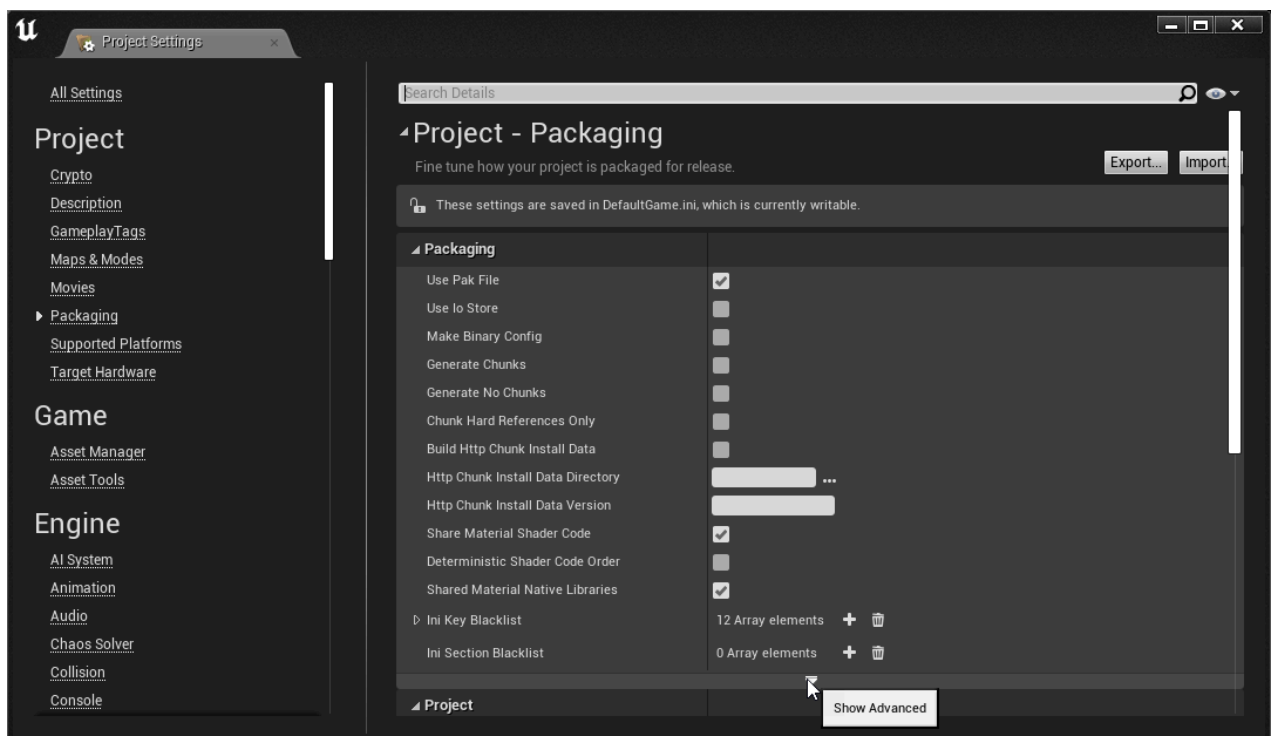 Project Settings
All Settings
Project
Crypto
Description
GameplayTags
Maps & Modes
Movies
Packaging
Supported Platforms
Target Hardware
Game
Asset Manager
Asset Tools
Engine
AI System
Animation
Audio
Chaos Solver
Collision
Console
Search Details
Project - Packaging
Fine tune how your project is packaged for release.
Export... Import...
These settings are saved in DefaultGame.ini, which is currently writable.
Packaging
Use Pak File
Use Io Store
Make Binary Config
Generate Chunks
Generate No Chunks
Chunk Hard References Only
Build Http Chunk Install Data
Http Chunk Install Data Directory ...
Http Chunk Install Data Version
Share Material Shader Code
Deterministic Shader Code Order
Shared Material Native Libraries
Ini Key Blacklist 12 Array elements
Ini Section Blacklist 0 Array elements
Project
Show Advanced